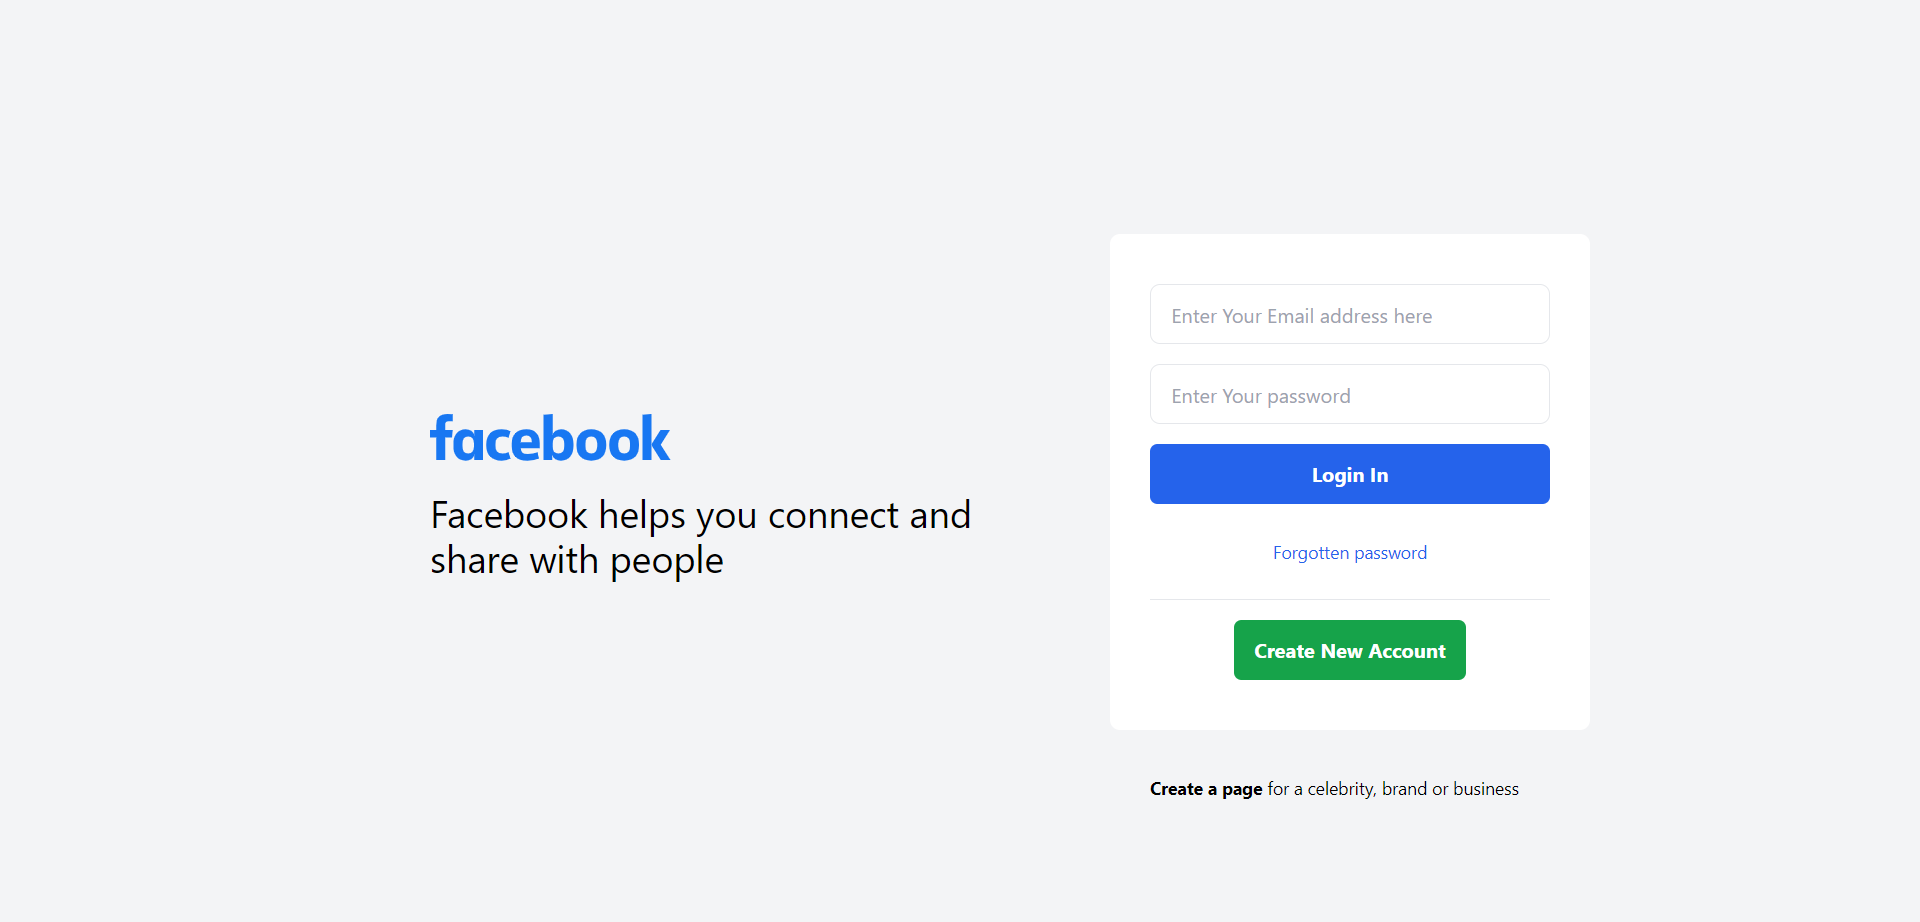 facebook
Facebook helps you connect and
share with people
Enter Your Email address here
Enter Your password
Login In
Forgotten password
Create New Account
Create a page for a celebrity, brand or business